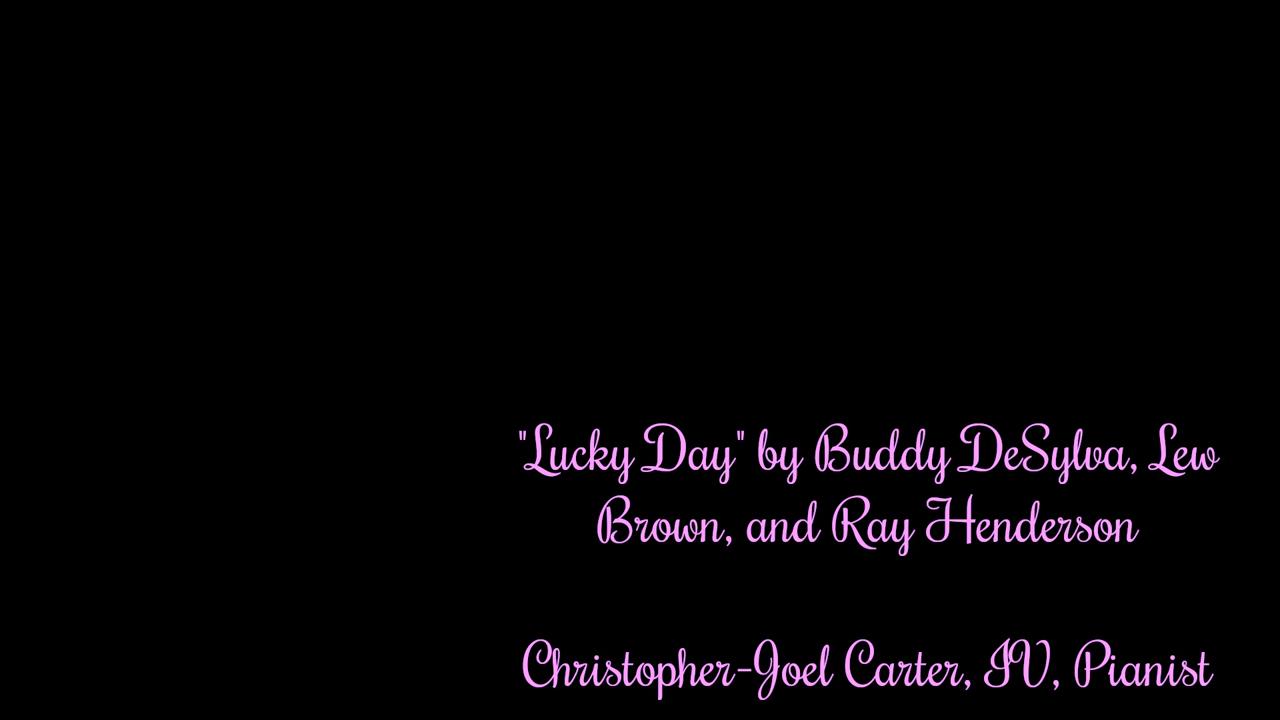 "Lucky Day" by Buddy DeSylva, Lew
Brown, and Ray Henderson
Christopher-Joel Carter, IV, Pianist